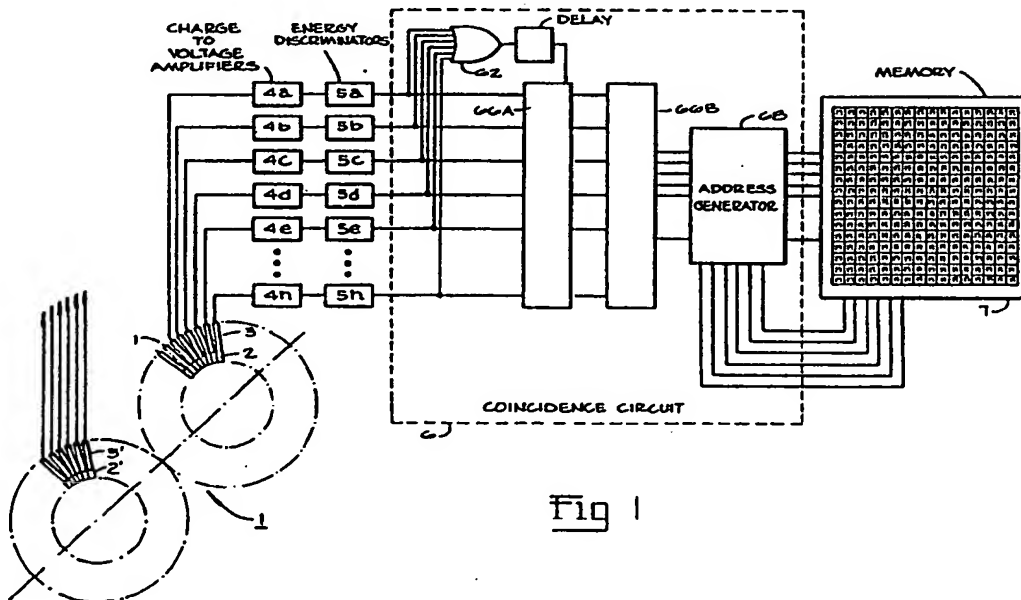 CHARGE TO VOLTAGE AMPLIFIERS
ENERGY DISCRIMINATORS
DELAY
62
MEMORY
4a 5a
66A
66B
68
4b 5b
4c 5c
4d 5d
4e 5e
4n 5n
ADDRESS GENERATOR
7
1 3
2
COINCIDENCE CIRCUIT
6
3'
2'
1
Fig 1